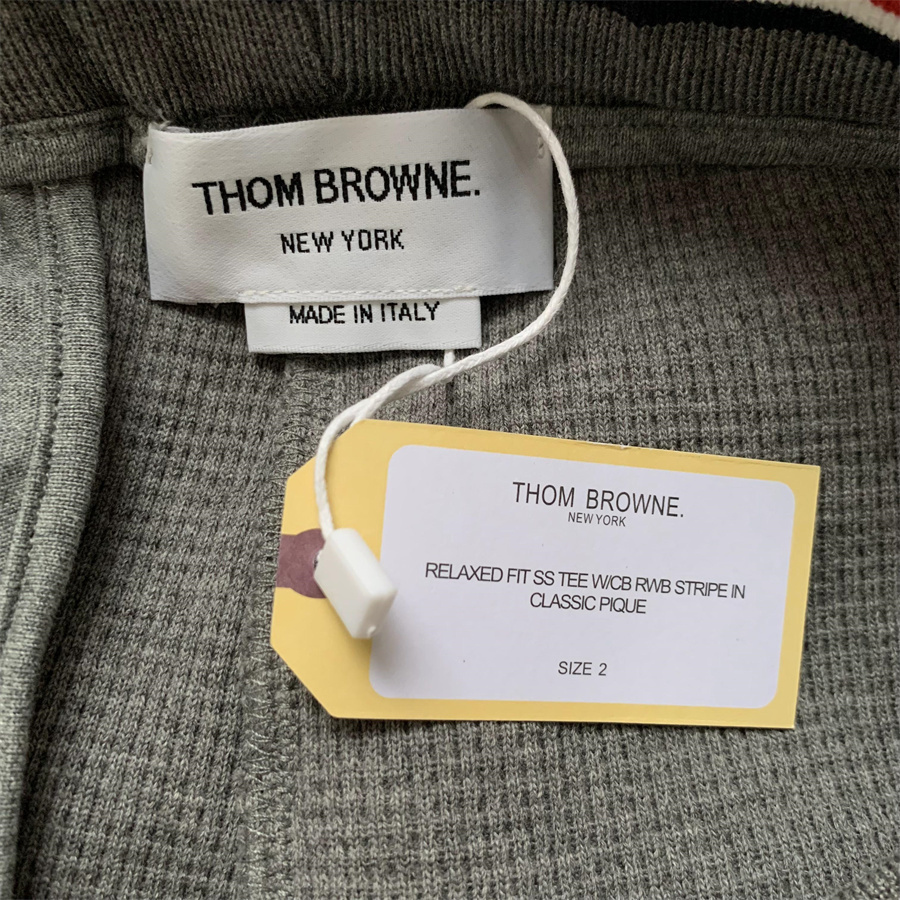 THOM BROWNE.
NEW YORK
MADE IN ITALY
THOM BROWNE.
NEW YORK
RELAXED FIT SS TEE W/CB RWB STRIPE IN
CLASSIC PIQUE
SIZE 2